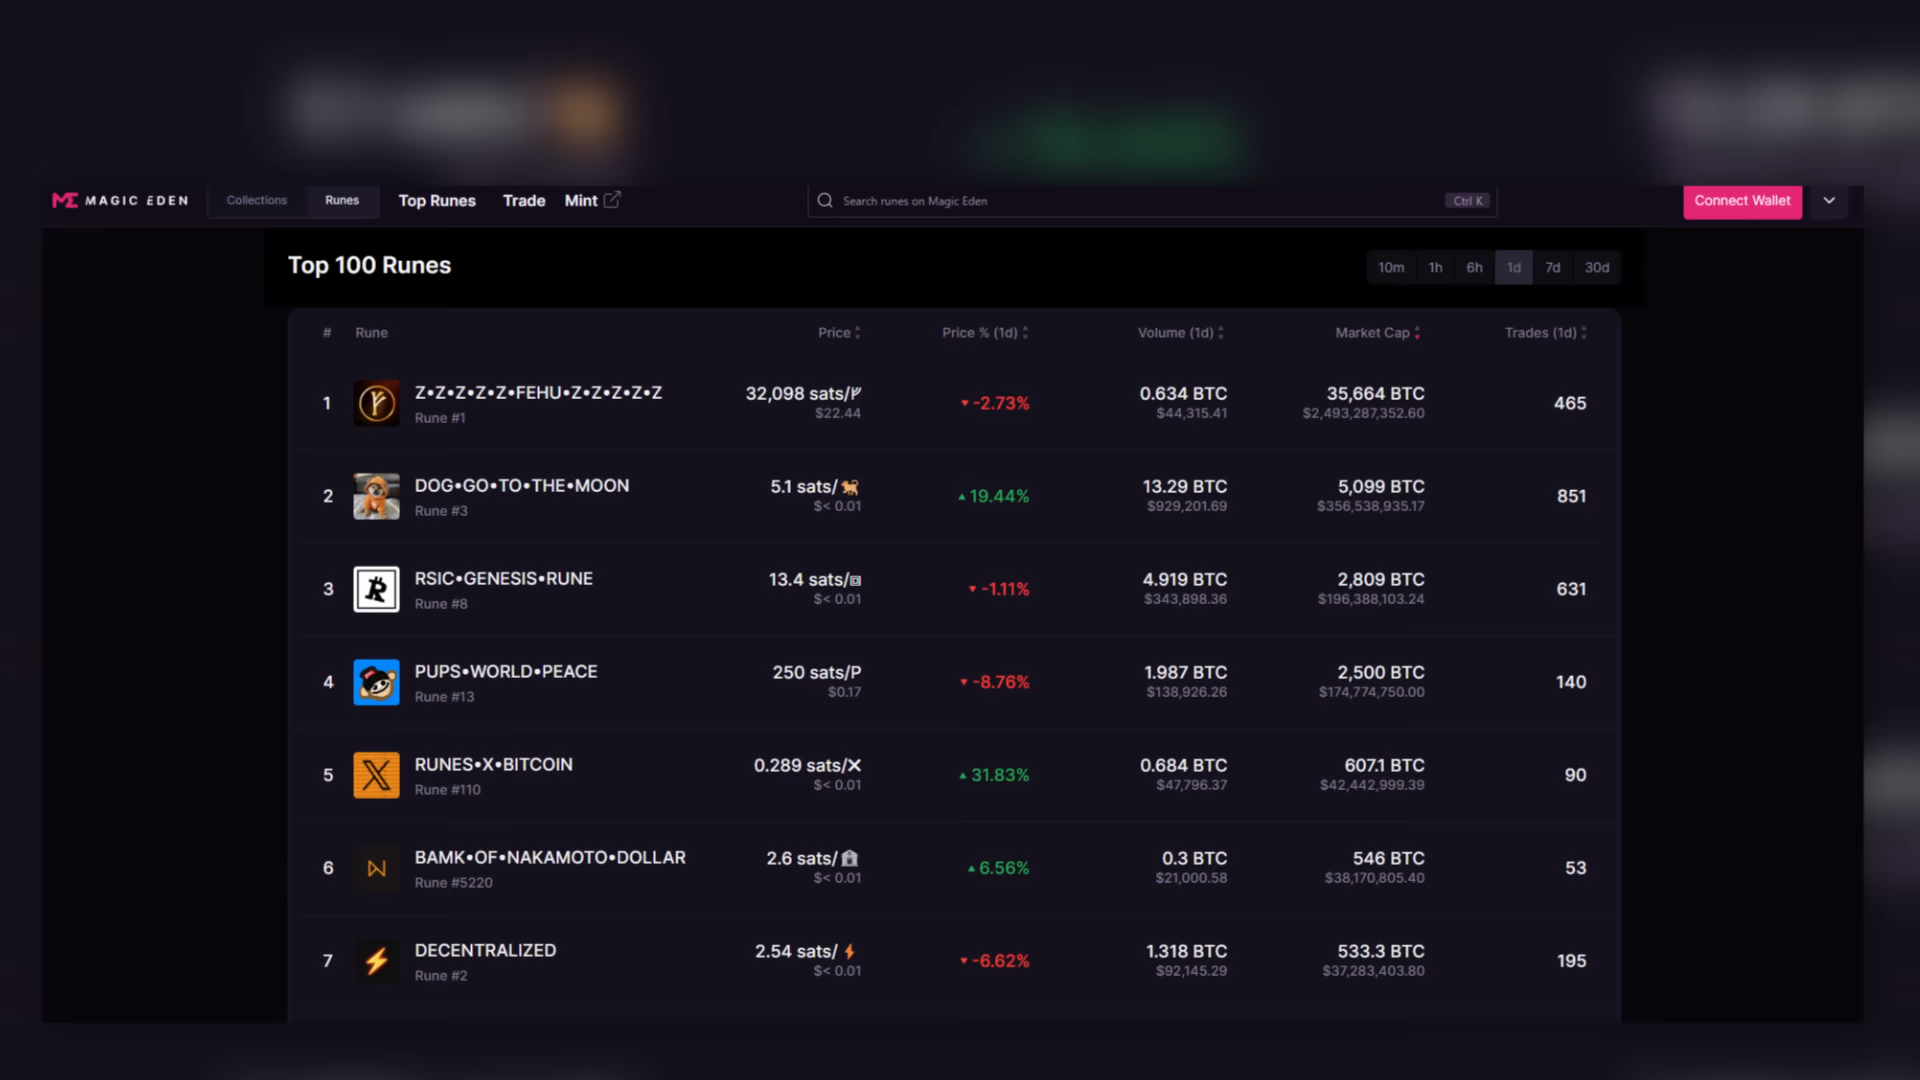 MAGIC EDEN Collections Runes Top Runes Trade Mint Search runes on Magic Eden Ctrl K Connect Wallet
Top 100 Runes 10m 1h 6h 1d 7d 30d
# Rune Price Price % (1d) Volume (1d) Market Cap Trades (1d)
1 Z•Z•Z•Z•Z•FEHU•Z•Z•Z•Z•Z 32,098 sats/ -2.73% 0.634 BTC 35,664 BTC 465
Rune #1 $22.44 $44,315.41 $2,493,287,352.60
2 DOG•GO•TO•THE•MOON 5.1 sats/ 19.44% 13.29 BTC 5,099 BTC 851
Rune #3 $< 0.01 $929,201.69 $356,538,935.17
3 RSIC•GENESIS•RUNE 13.4 sats/ -1.11% 4.919 BTC 2,809 BTC 631
Rune #8 $< 0.01 $343,898.36 $196,388,103.24
4 PUPS•WORLD•PEACE 250 sats/P -8.76% 1.987 BTC 2,500 BTC 140
Rune #13 $0.17 $138,926.26 $174,774,750.00
5 RUNES•X•BITCOIN 0.289 sats/✕ 31.83% 0.684 BTC 607.1 BTC 90
Rune #110 $< 0.01 $47,796.37 $42,442,999.39
6 BAMK•OF•NAKAMOTO•DOLLAR 2.6 sats/ 6.56% 0.3 BTC 546 BTC 53
Rune #5220 $< 0.01 $21,000.58 $38,170,805.40
7 DECENTRALIZED 2.54 sats/ -6.62% 1.318 BTC 533.3 BTC 195
Rune #2 $< 0.01 $92,145.29 $37,283,403.80